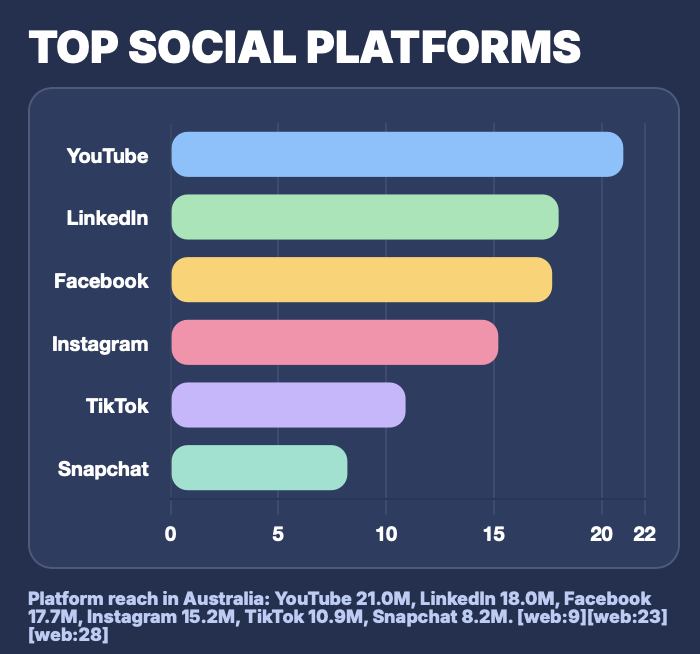 TOP SOCIAL PLATFORMS
YouTube
LinkedIn
Facebook
Instagram
TikTok
Snapchat
0 5 10 15 20 22
Platform reach in Australia: YouTube 21.0M, LinkedIn 18.0M, Facebook
17.7M, Instagram 15.2M, TikTok 10.9M, Snapchat 8.2M. [web:9][web:23]
[web:28]